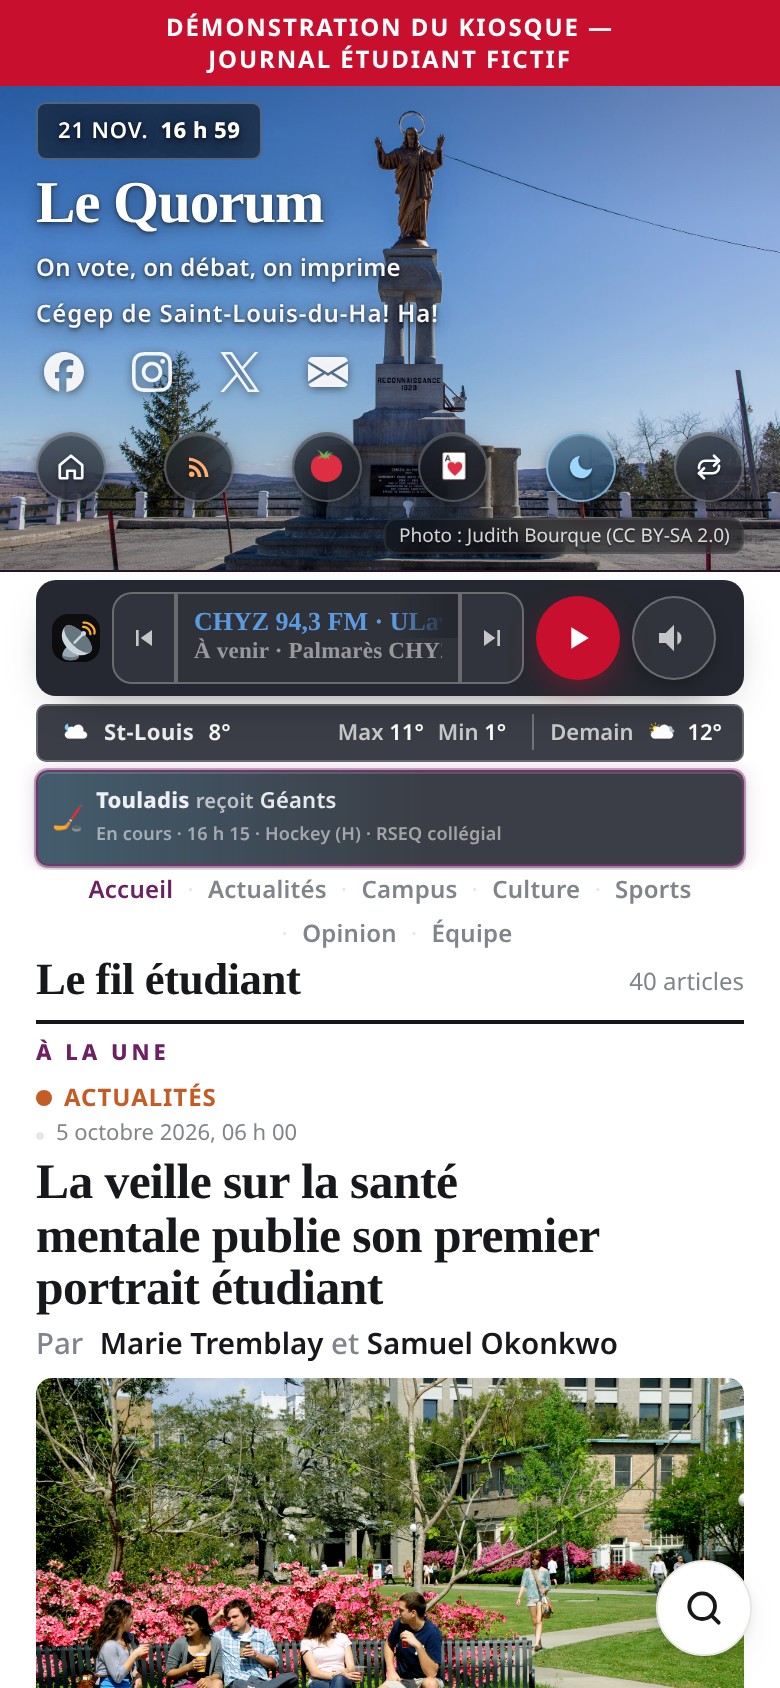 DÉMONSTRATION DU KIOSQUE —
JOURNAL ÉTUDIANT FICTIF
21 NOV. 16 h 59
Le Quorum
On vote, on débat, on imprime
Cégep de Saint-Louis-du-Ha! Ha!
RECONNAISSANCE
1929
A
Photo : Judith Bourque (CC BY-SA 2.0)
CHYZ 94,3 FM · ULa
À venir · Palmarès CHY
St-Louis 8° Max 11° Min 1° Demain 12°
Touladis reçoit Géants
En cours · 16 h 15 · Hockey (H) · RSEQ collégial
Accueil · Actualités · Campus · Culture · Sports
· Opinion · Équipe
Le fil étudiant
40 articles
À LA UNE
ACTUALITÉS
5 octobre 2026, 06 h 00
La veille sur la santé
mentale publie son premier
portrait étudiant
Par Marie Tremblay et Samuel Okonkwo